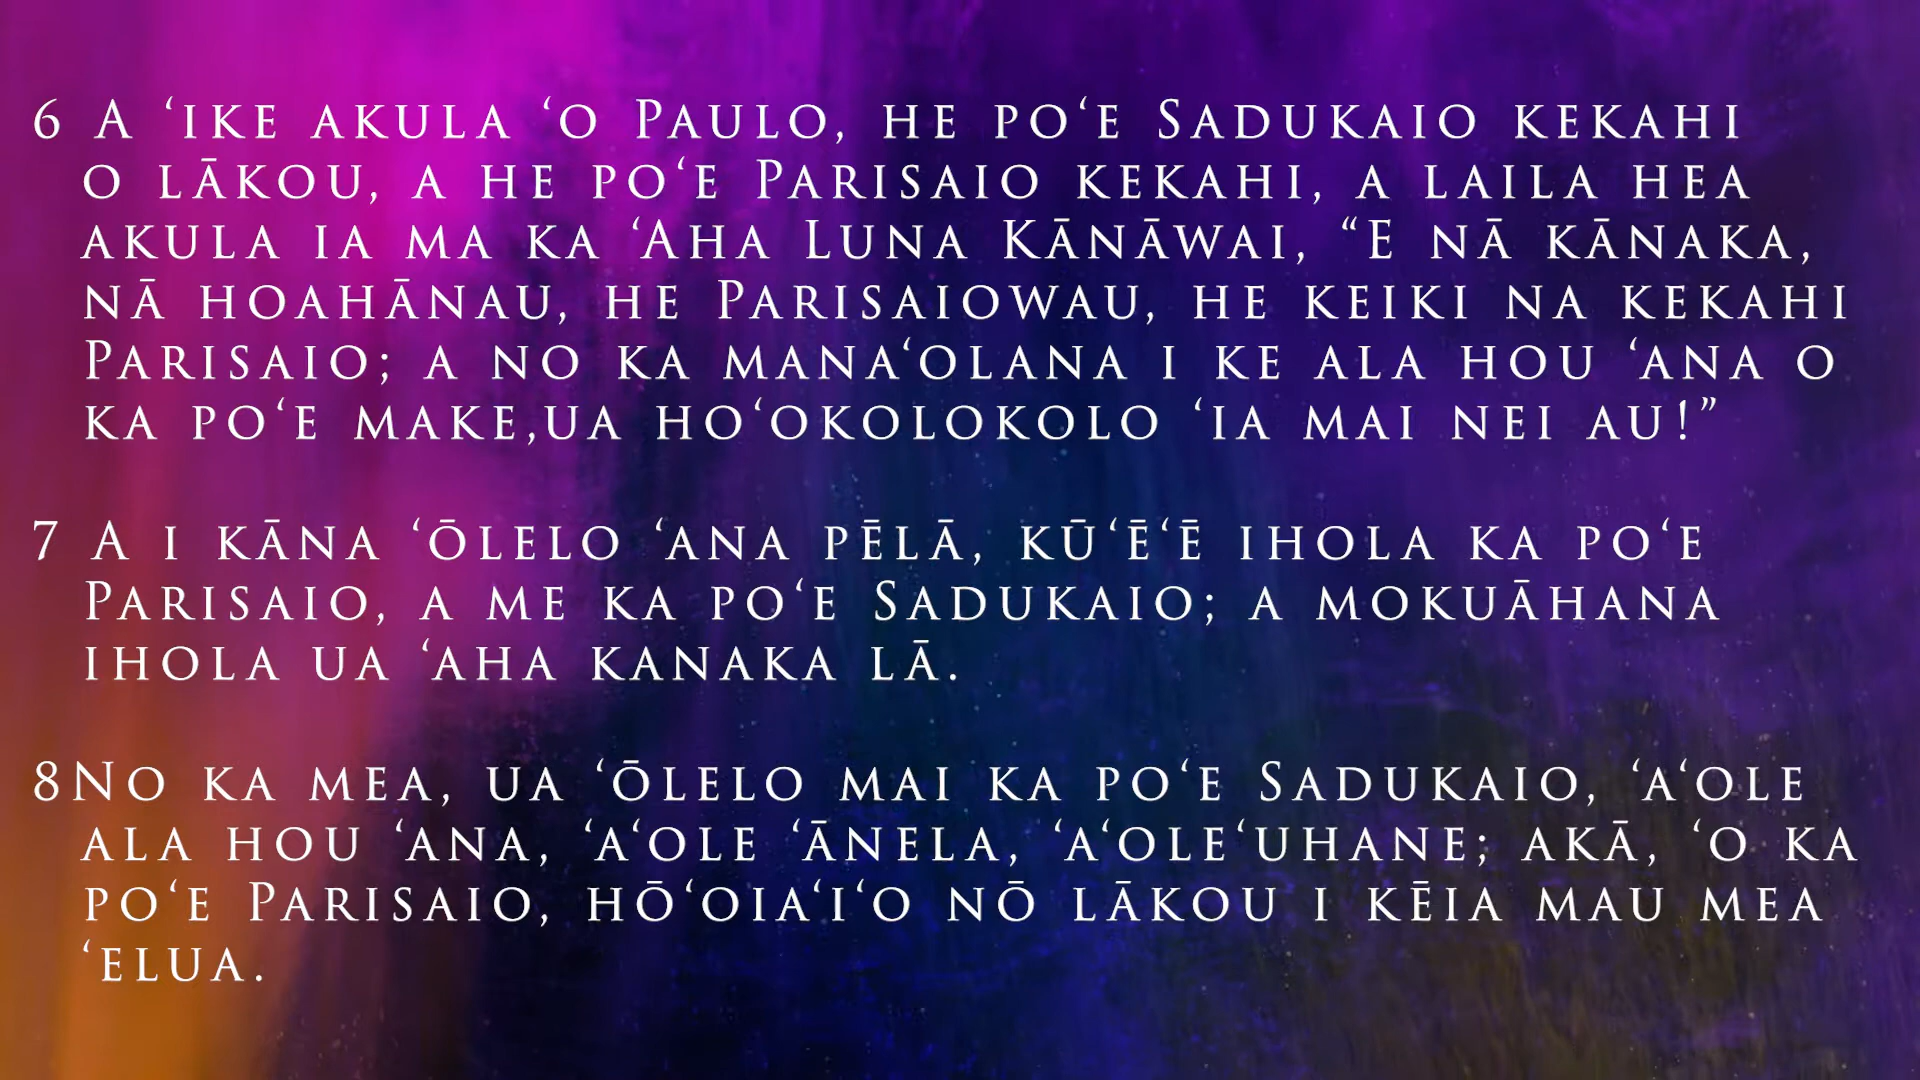 6 A ʻike akula ʻo Paulo, he poʻe Sadukaio kekahi
o lākou, a he poʻe Parisaio kekahi, a laila hea
akula ia ma ka ʻAha Luna Kānāwai, “E nā kānaka,
nā hoahānau, he Parisaiowau, he keiki na kekahi
Parisaio; a no ka manaʻolana i ke ala hou ʻana o
ka poʻe make,ua hoʻokolokolo ʻia mai nei au!”
7 A i kāna ʻōlelo ʻana pēlā, kūʻēʻē ihola ka poʻe
Parisaio, a me ka poʻe Sadukaio; a mokuāhana
ihola ua ʻaha kanaka lā.
8No ka mea, ua ʻōlelo mai ka poʻe Sadukaio, ʻaʻole
ala hou ʻana, ʻaʻole ʻānela, ʻaʻoleʻuhane; akā, ʻo ka
poʻe Parisaio, hōʻoiaʻiʻo nō lākou i kēia mau mea
ʻelua.